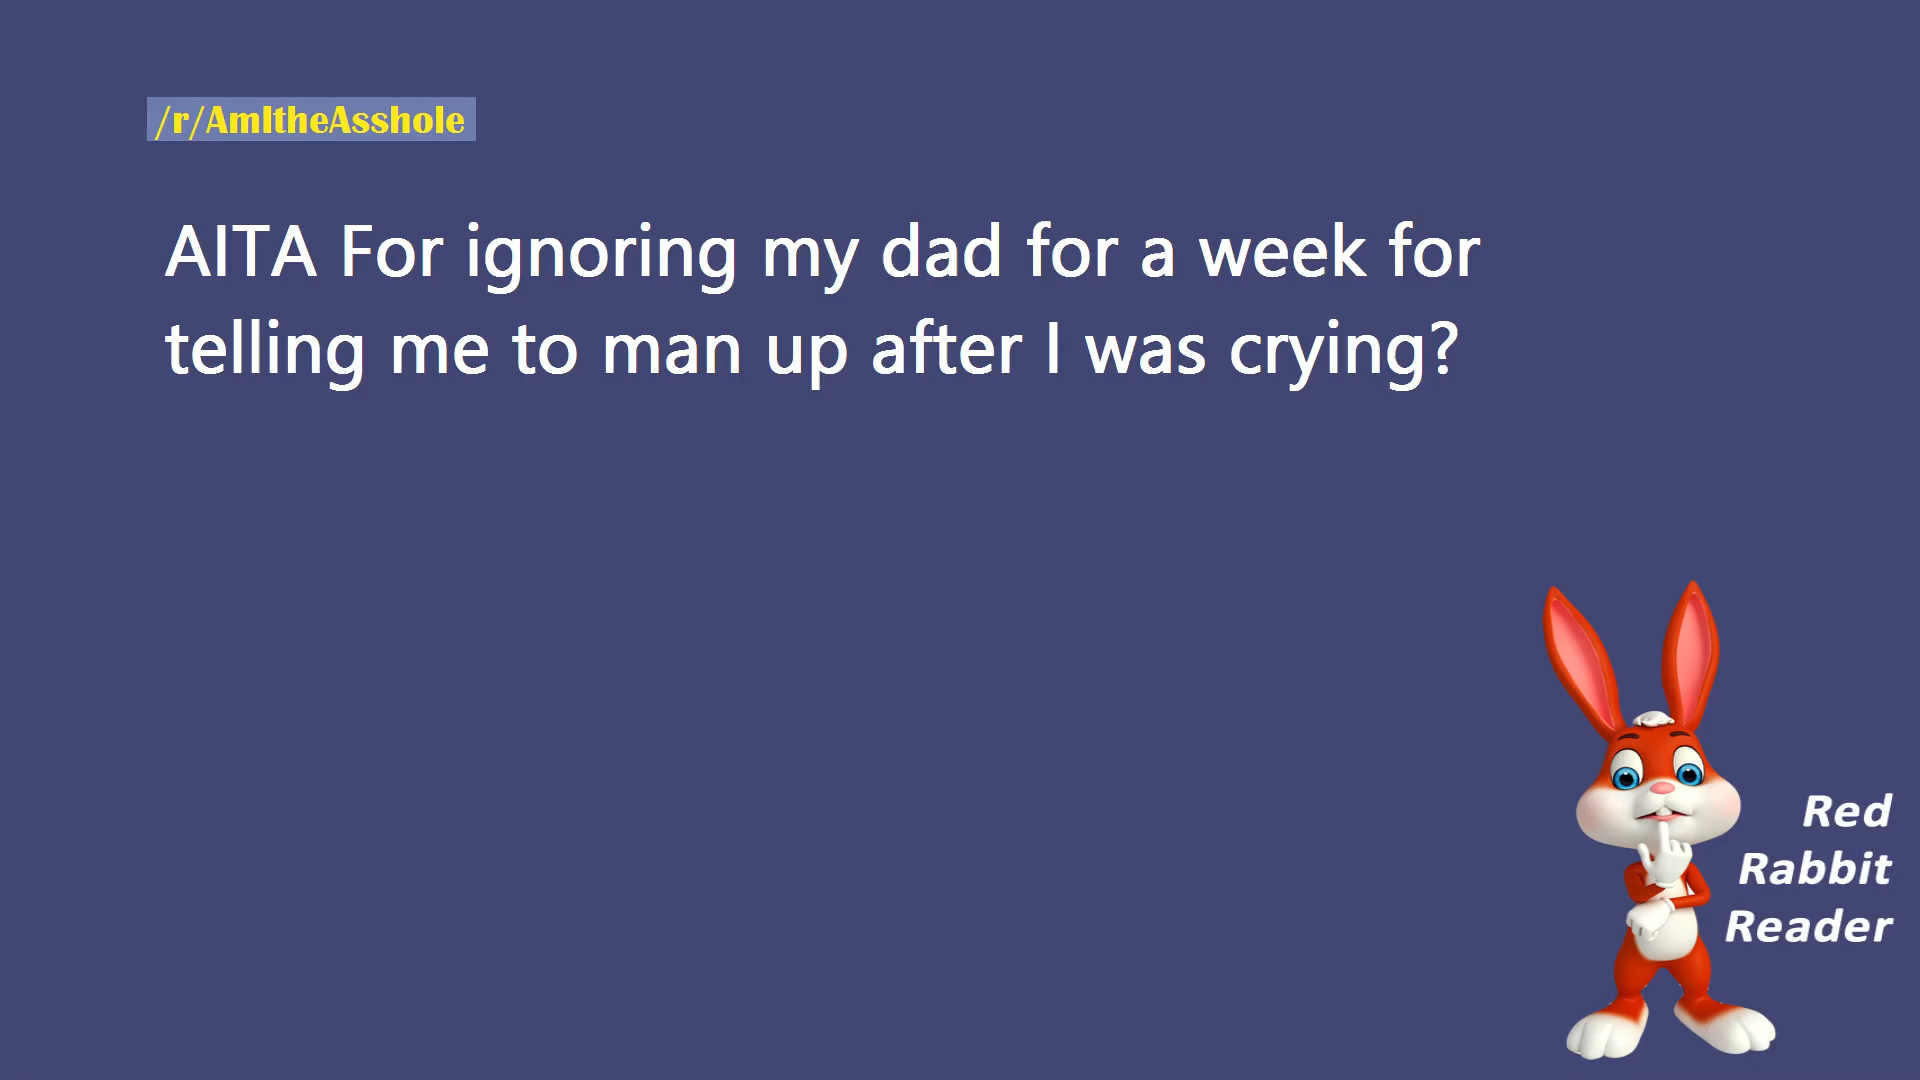 /r/AmItheAsshole
AITA For ignoring my dad for a week for
telling me to man up after I was crying?
Red
Rabbit
Reader